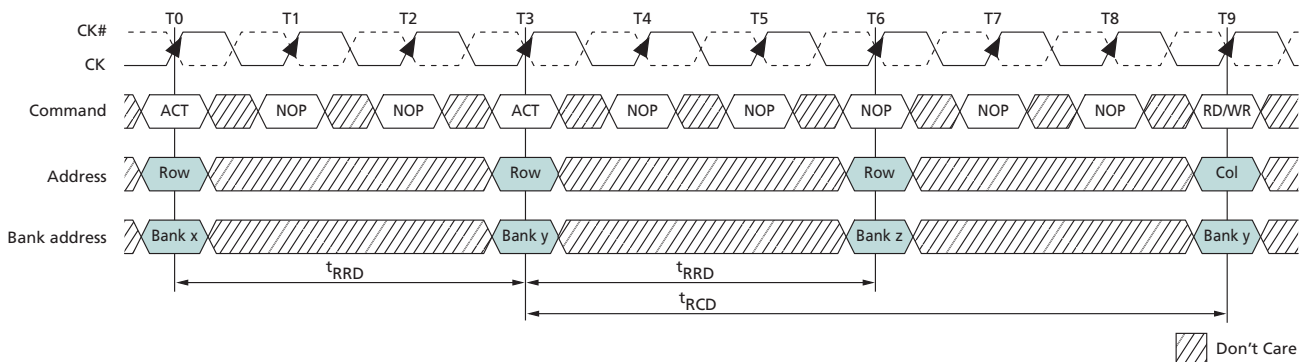 T0 T1 T2 T3 T4 T5 T6 T7 T8 T9
CK#
CK
Command ACT NOP NOP ACT NOP NOP NOP NOP NOP RD/WR
Address Row Row Row Col
Bank address Bank x Bank y Bank z Bank y
tRRD tRRD
tRCD
Don't Care